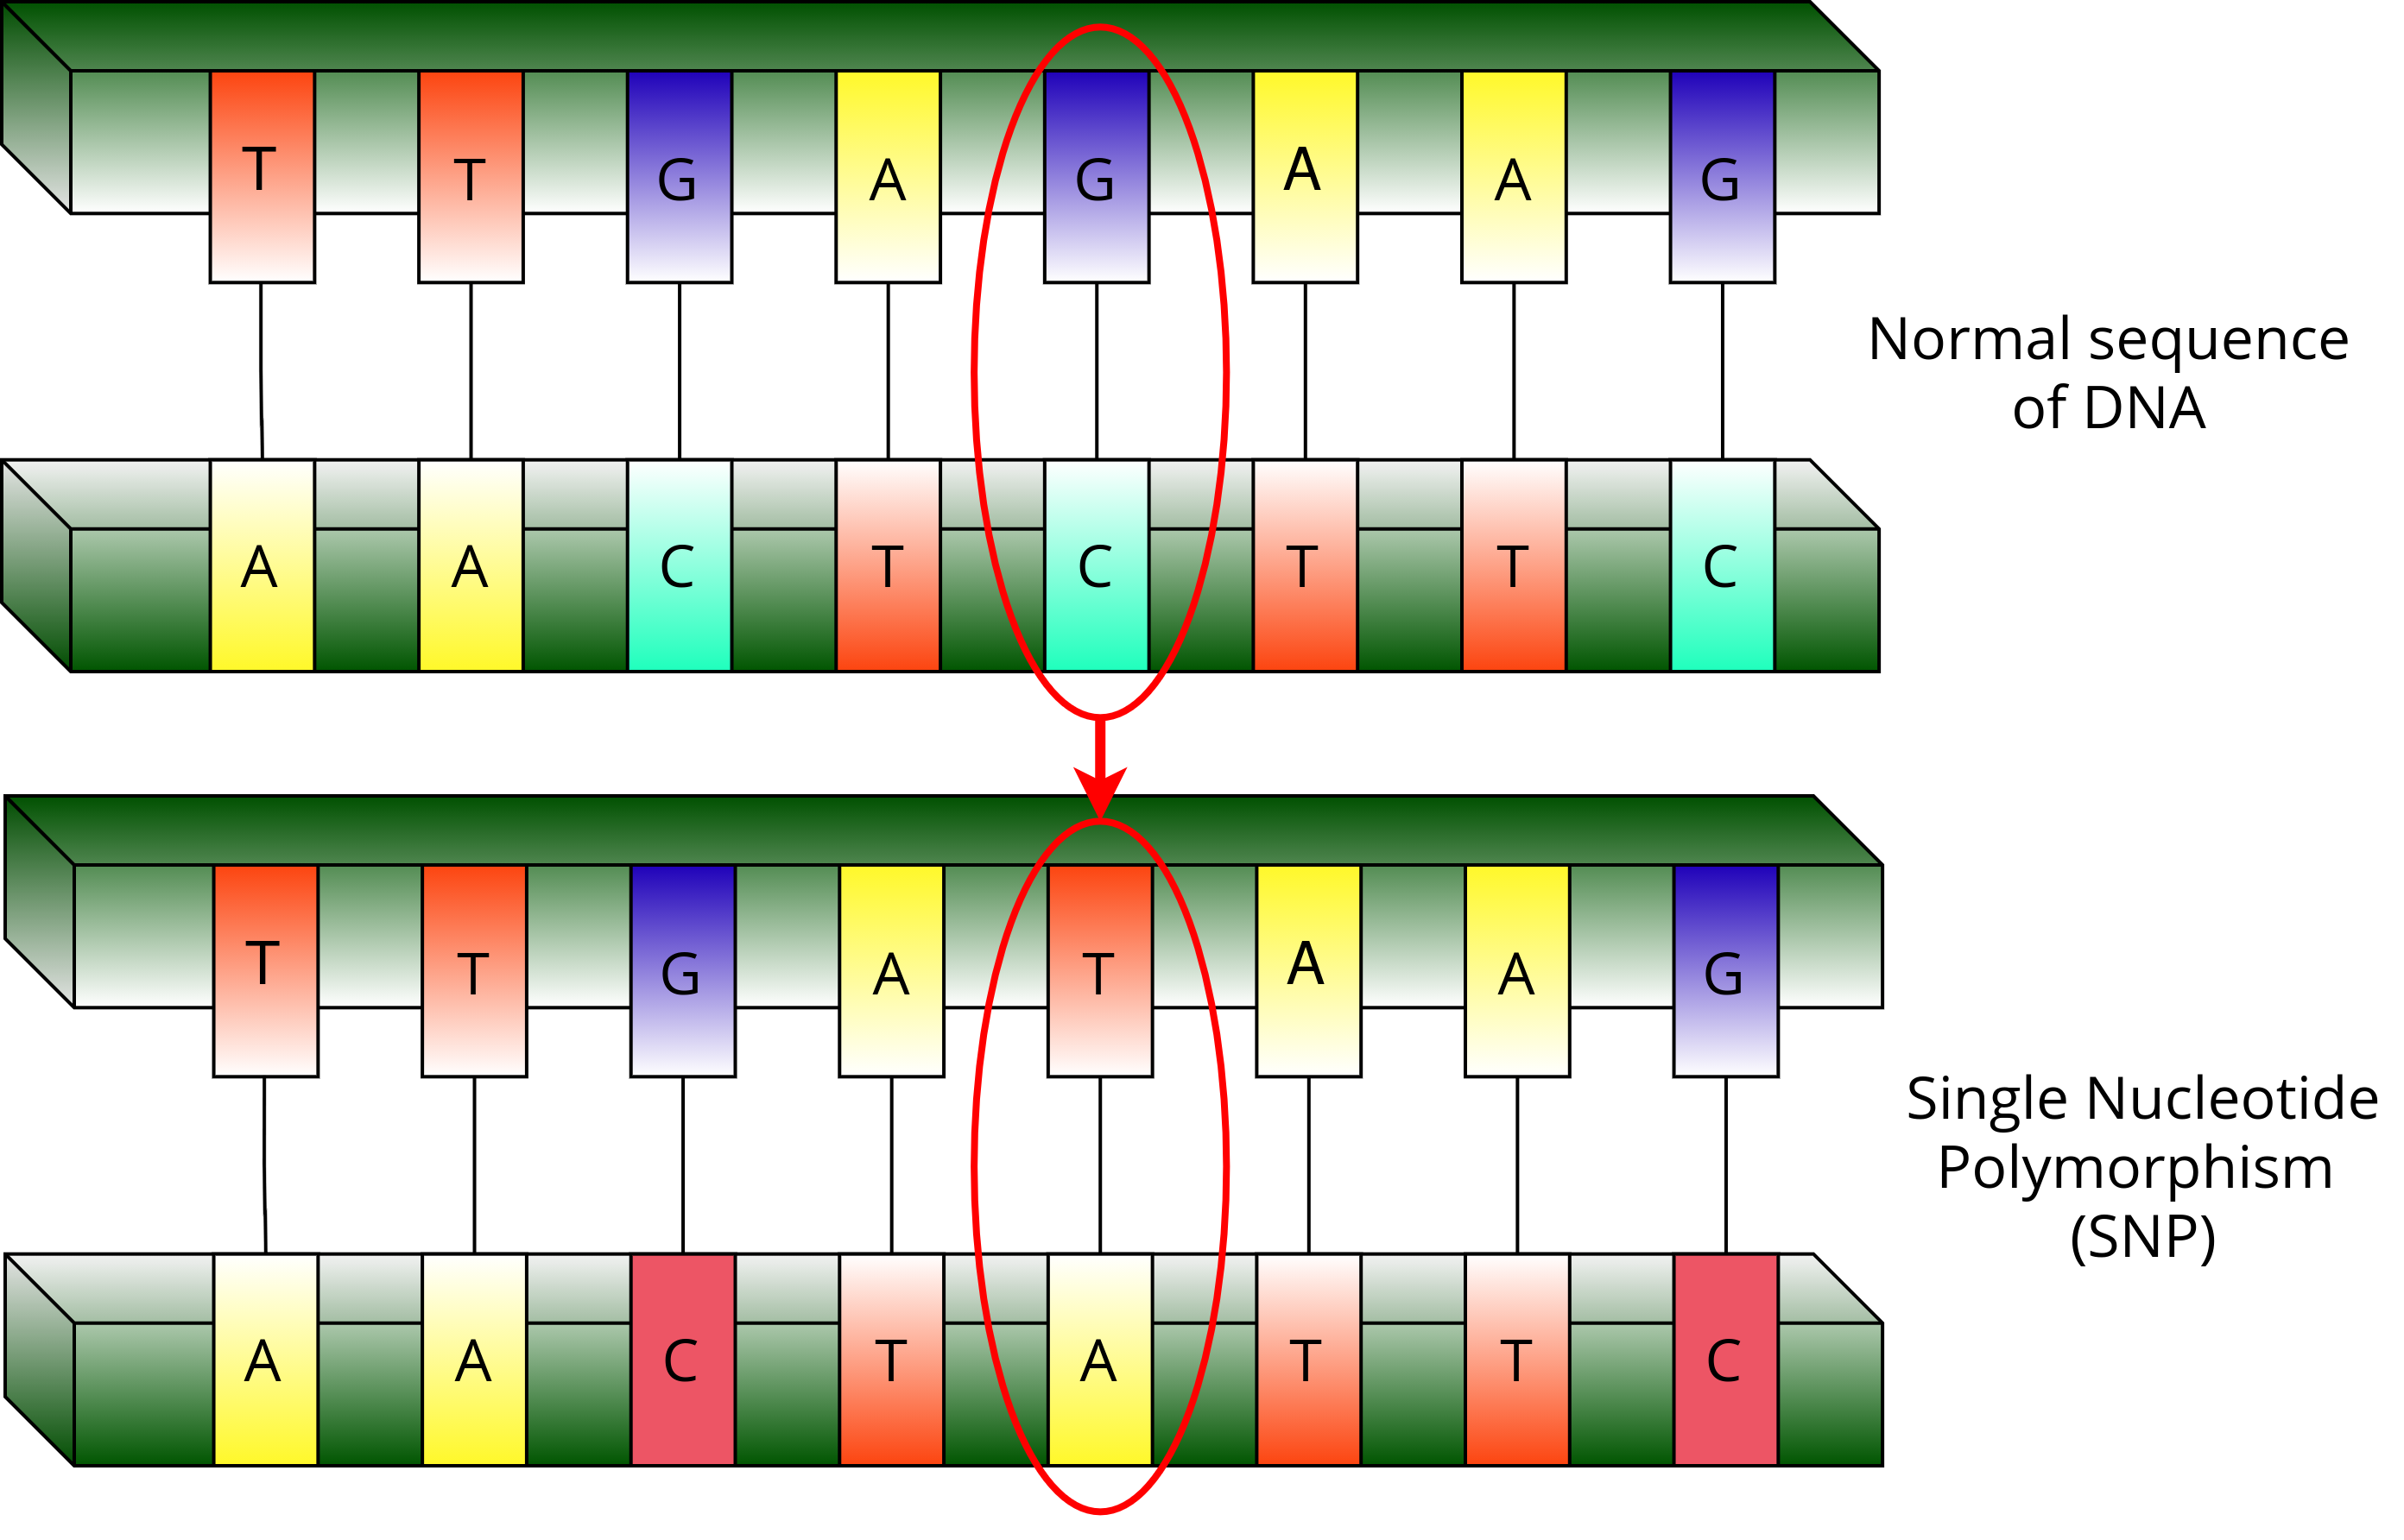 T T G A G A A G
Normal sequence
of DNA
A A C T C T T C
T T G A T A A G
Single Nucleotide
Polymorphism
(SNP)
A A C T A T T C